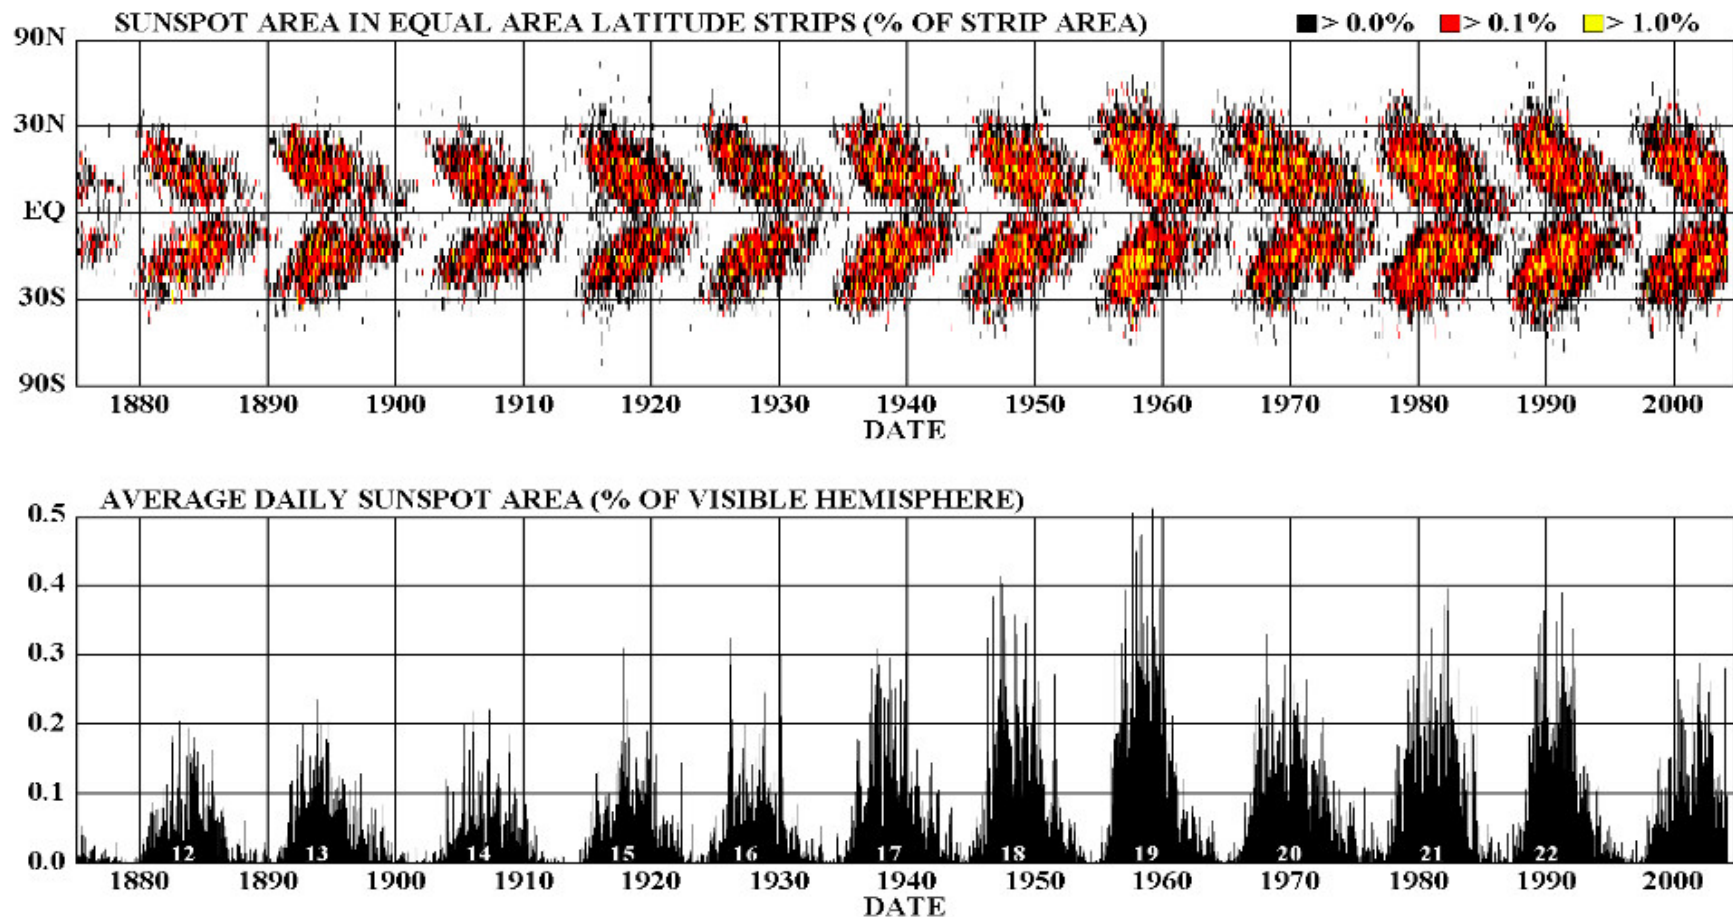 SUNSPOT AREA IN EQUAL AREA LATITUDE STRIPS (% OF STRIP AREA) > 0.0% > 0.1% > 1.0%
90N
30N
EQ
30S
90S
1880 1890 1900 1910 1920 1930 1940 1950 1960 1970 1980 1990 2000
DATE
AVERAGE DAILY SUNSPOT AREA (% OF VISIBLE HEMISPHERE)
0.5
0.4
0.3
0.2
0.1
0.0
12 13 14 15 16 17 18 19 20 21 22
1880 1890 1900 1910 1920 1930 1940 1950 1960 1970 1980 1990 2000
DATE